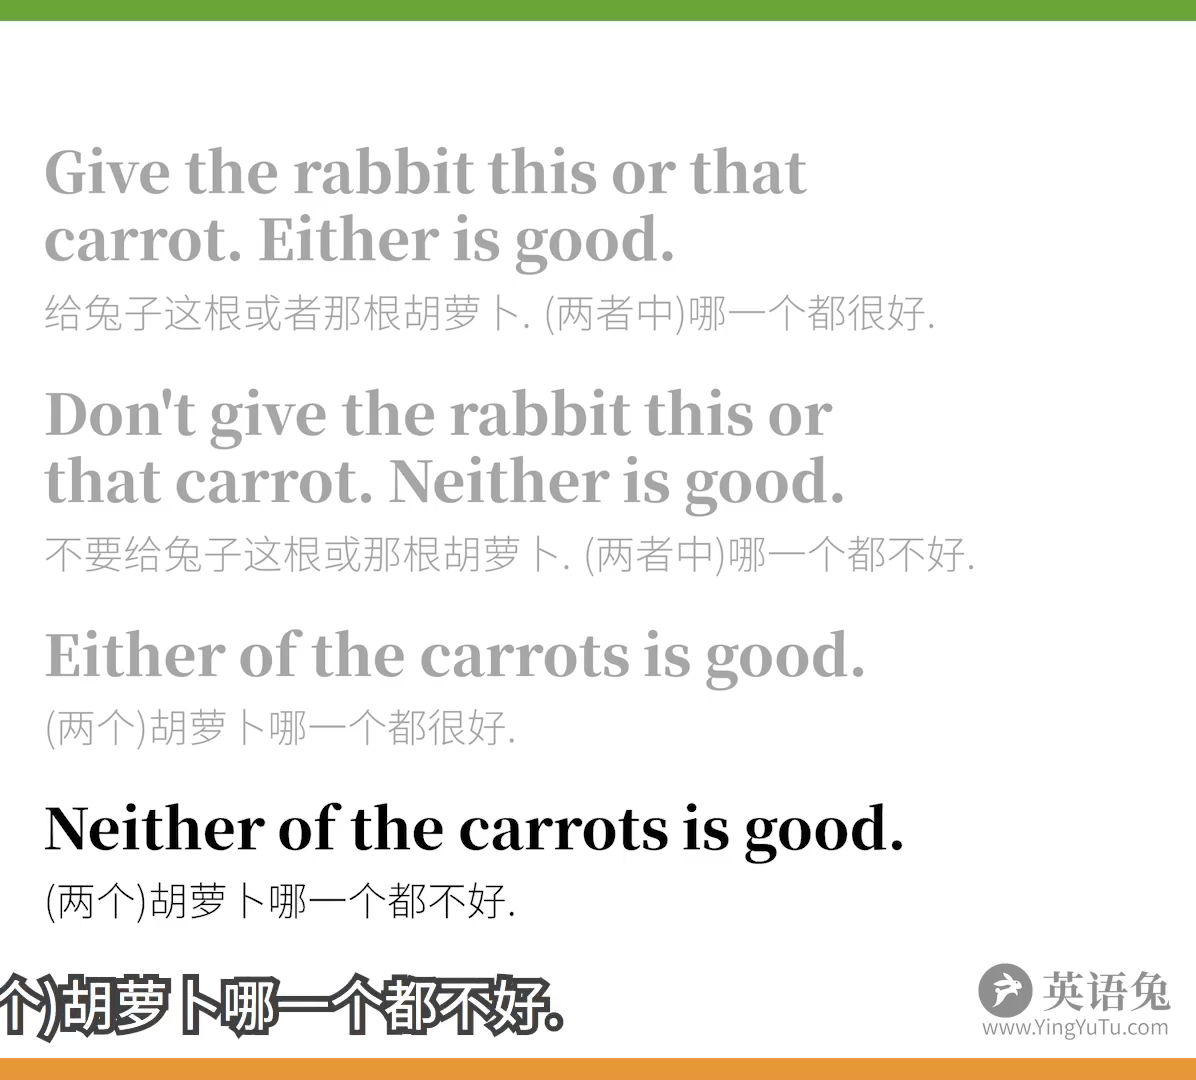 Give the rabbit this or that
carrot. Either is good.
给兔子这根或者那根胡萝卜. (两者中)哪一个都很好.
Don't give the rabbit this or
that carrot. Neither is good.
不要给兔子这根或那根胡萝卜. (两者中)哪一个都不好.
Either of the carrots is good.
(两个)胡萝卜哪一个都很好.
Neither of the carrots is good.
(两个)胡萝卜哪一个都不好.
个)胡萝卜哪一个都不好。
英语兔
www.YingYuTu.com